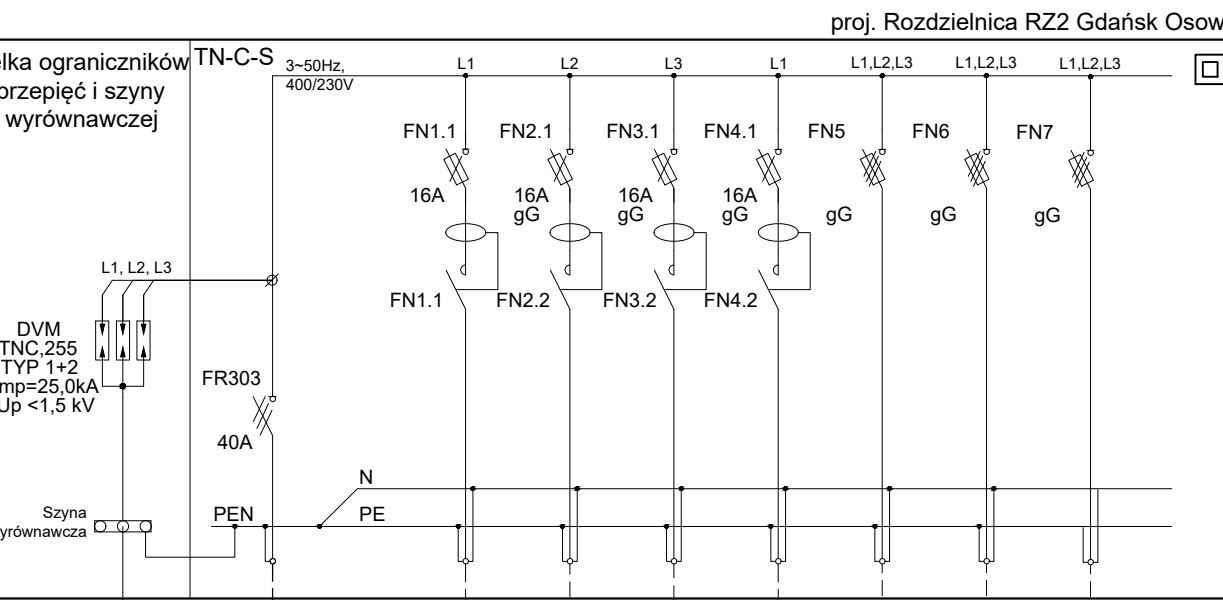 proj. Rozdzielnica RZ2 Gdańsk Osow
elka ograniczników
przepięć i szyny
wyrównawczej
TN-C-S
3~50Hz,
400/230V
L1 L2 L3 L1 L1,L2,L3 L1,L2,L3 L1,L2,L3
FN1.1 FN2.1 FN3.1 FN4.1 FN5 FN6 FN7
16A 16A 16A 16A
gG gG gG gG gG gG
L1, L2, L3
FN1.1 FN2.2 FN3.2 FN4.2
DVM
TNC,255
TYP 1+2
mp=25,0kA
Up <1,5 kV
FR303
40A
N
Szyna
yrównawcza
PEN PE